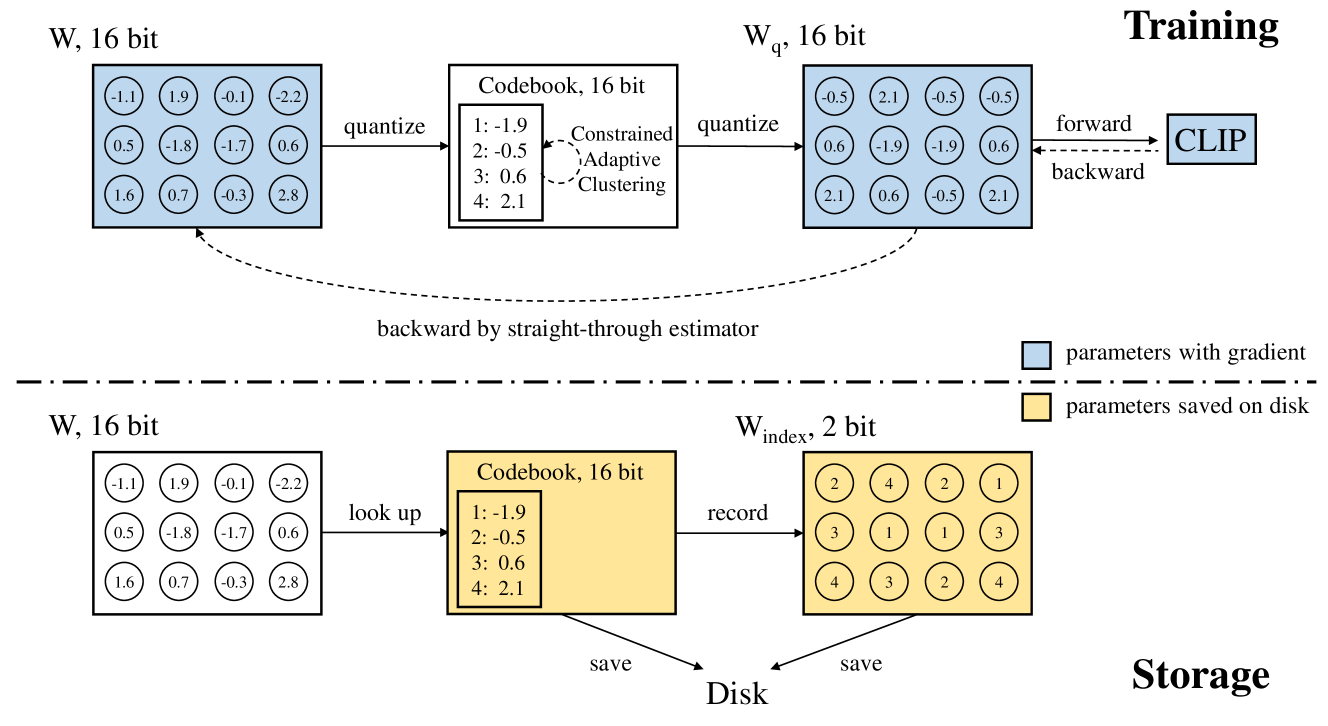 Training
W, 16 bit
-1.1 1.9 -0.1 -2.2
0.5 -1.8 -1.7 0.6
1.6 0.7 -0.3 2.8
quantize
Codebook, 16 bit
1: -1.9
2: -0.5
3: 0.6
4: 2.1
Constrained
Adaptive
Clustering
quantize
Wq, 16 bit
-0.5 2.1 -0.5 -0.5
0.6 -1.9 -1.9 0.6
2.1 0.6 -0.5 2.1
forward
backward
CLIP
backward by straight-through estimator
parameters with gradient
parameters saved on disk
W, 16 bit
-1.1 1.9 -0.1 -2.2
0.5 -1.8 -1.7 0.6
1.6 0.7 -0.3 2.8
look up
Codebook, 16 bit
1: -1.9
2: -0.5
3: 0.6
4: 2.1
record
Windex, 2 bit
2 4 2 1
3 1 1 3
4 3 2 4
save
save
Disk
Storage